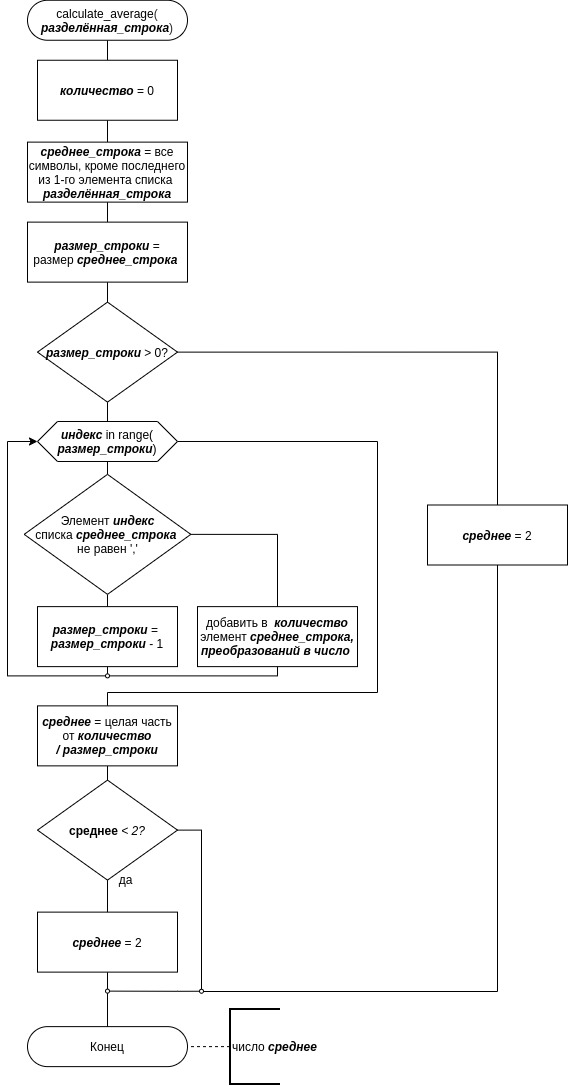 calculate_average(
разделённая_строка)
количество = 0
среднее_строка = все
символы, кроме последнего
из 1-го элемента списка
разделённая_строка
размер_строки =
размер среднее_строка
размер_строки > 0?
индекс in range(
размер_строки)
Элемент индекс
списка среднее_строка
не равен ','
среднее = 2
размер_строки =
размер_строки - 1
добавить в количество
элемент среднее_строка,
преобразований в число
среднее = целая часть
от количество
/ размер_строки
среднее < 2?
да
среднее = 2
Конец
число среднее